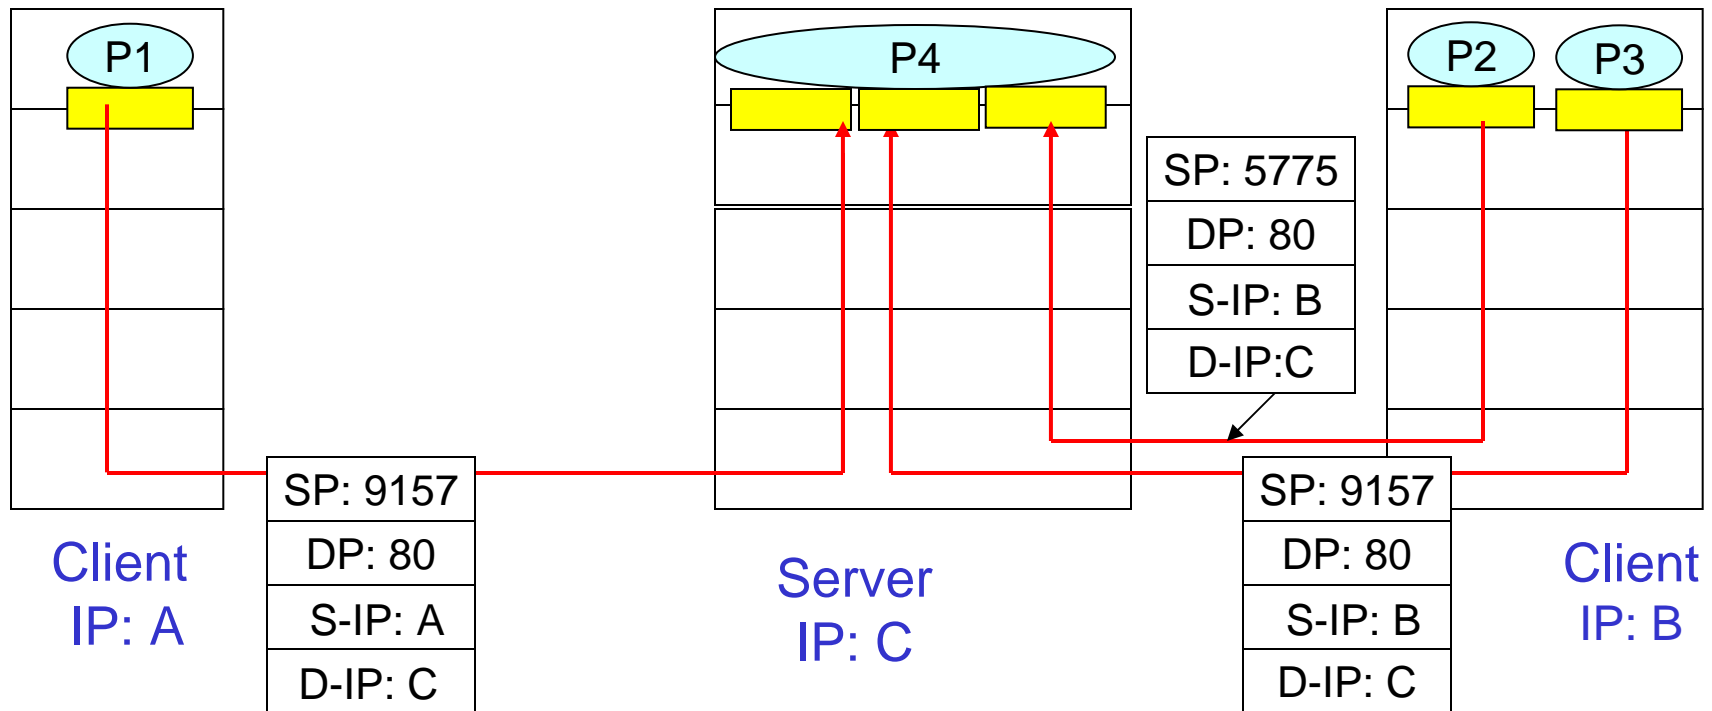 P1
P4
P2
P3
SP: 5775
DP: 80
S-IP: B
D-IP:C
SP: 9157
DP: 80
S-IP: A
D-IP: C
SP: 9157
DP: 80
S-IP: B
D-IP: C
Client
IP: A
Server
IP: C
Client
IP: B